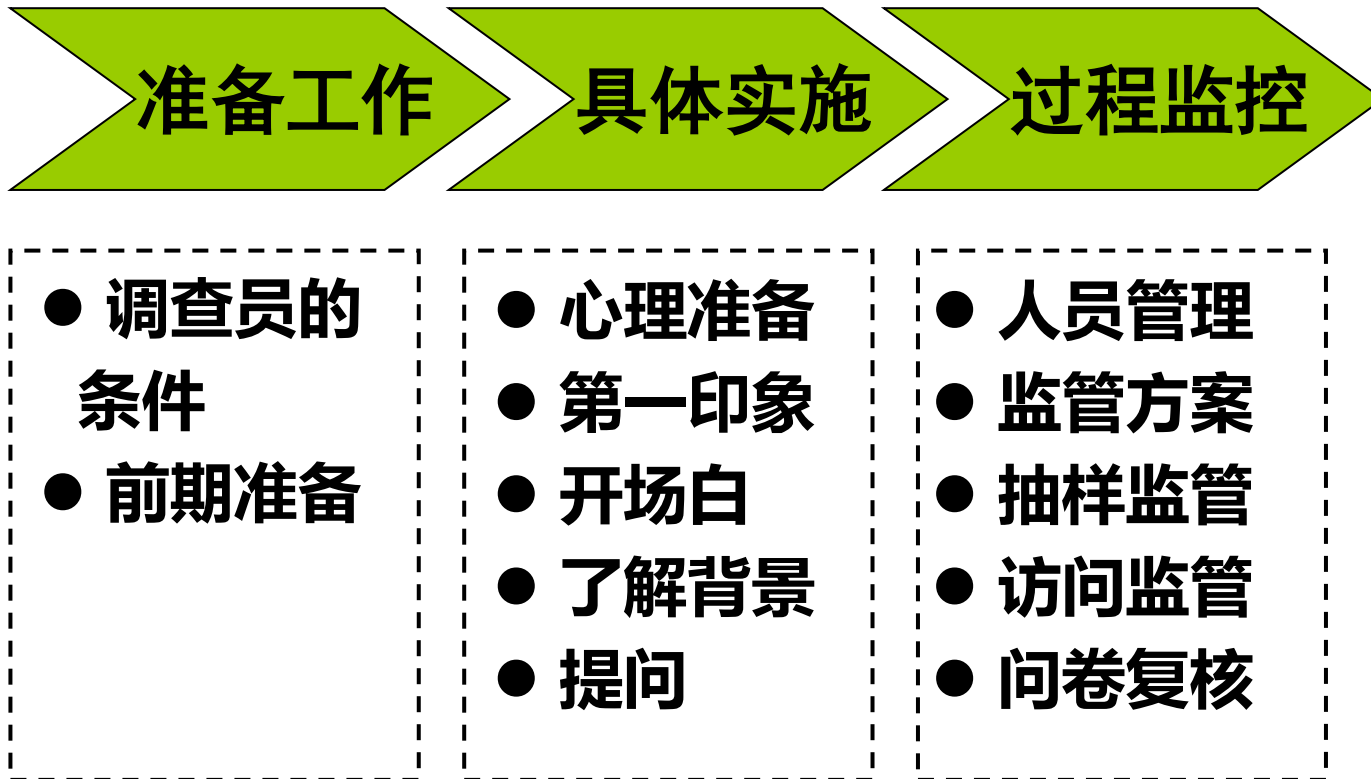 准备工作
具体实施
过程监控
● 调查员的
条件
● 前期准备
● 心理准备
● 第一印象
● 开场白
● 了解背景
● 提问
● 人员管理
● 监管方案
● 抽样监管
● 访问监管
● 问卷复核